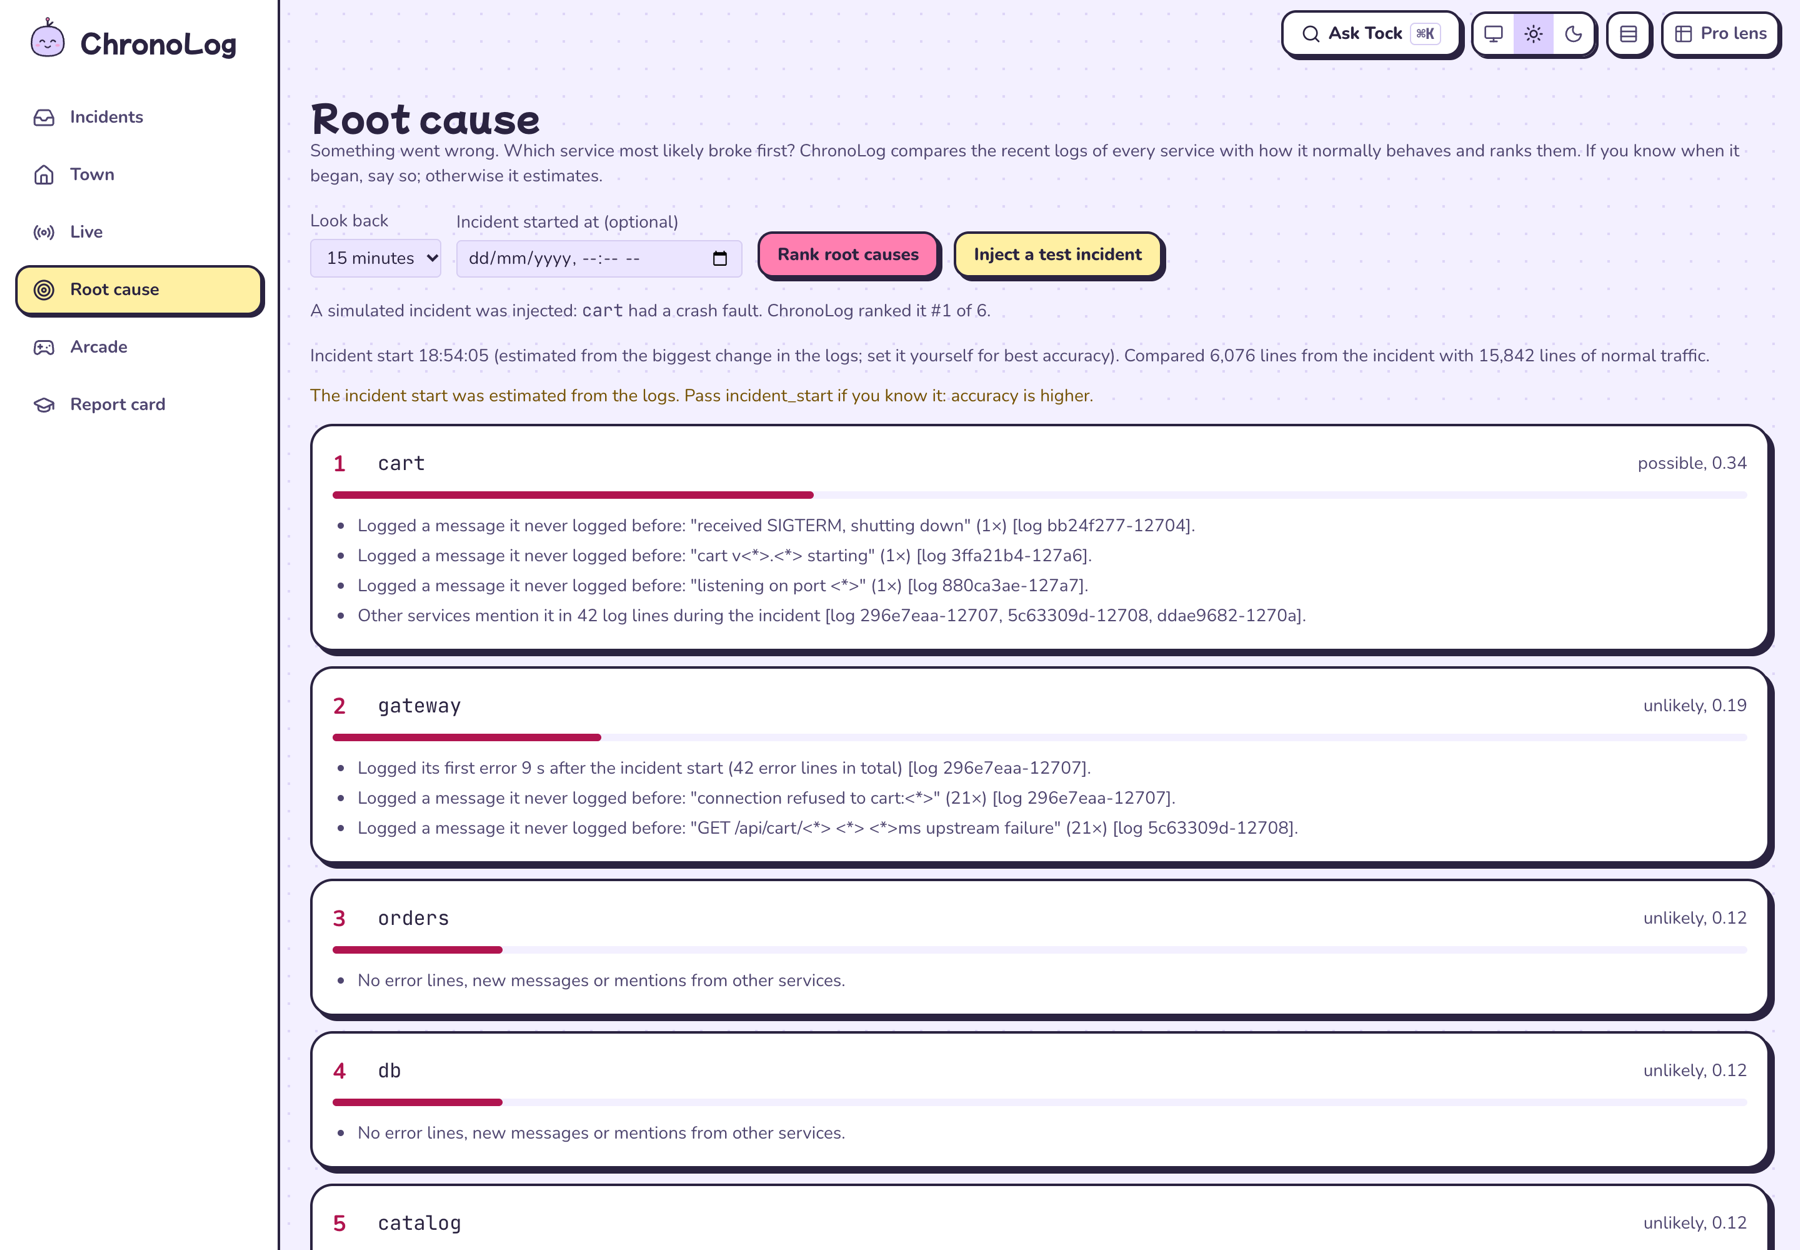 ChronoLog
Ask Tock ⌘K
Pro lens
Incidents
Town
Live
Root cause
Arcade
Report card
Root cause
Something went wrong. Which service most likely broke first? ChronoLog compares the recent logs of every service with how it normally behaves and ranks them. If you know when it
began, say so; otherwise it estimates.
Look back
Incident started at (optional)
15 minutes
dd/mm/yyyy, --:-- --
Rank root causes
Inject a test incident
A simulated incident was injected: cart had a crash fault. ChronoLog ranked it #1 of 6.
Incident start 18:54:05 (estimated from the biggest change in the logs; set it yourself for best accuracy). Compared 6,076 lines from the incident with 15,842 lines of normal traffic.
The incident start was estimated from the logs. Pass incident_start if you know it: accuracy is higher.
1 cart possible, 0.34
• Logged a message it never logged before: "received SIGTERM, shutting down" (1×) [log bb24f277-12704].
• Logged a message it never logged before: "cart v<*>.<*> starting" (1×) [log 3ffa21b4-127a6].
• Logged a message it never logged before: "listening on port <*>" (1×) [log 880ca3ae-127a7].
• Other services mention it in 42 log lines during the incident [log 296e7eaa-12707, 5c63309d-12708, ddae9682-1270a].
2 gateway unlikely, 0.19
• Logged its first error 9 s after the incident start (42 error lines in total) [log 296e7eaa-12707].
• Logged a message it never logged before: "connection refused to cart:<*>" (21×) [log 296e7eaa-12707].
• Logged a message it never logged before: "GET /api/cart/<*> <*> <*>ms upstream failure" (21×) [log 5c63309d-12708].
3 orders unlikely, 0.12
• No error lines, new messages or mentions from other services.
4 db unlikely, 0.12
• No error lines, new messages or mentions from other services.
5 catalog unlikely, 0.12